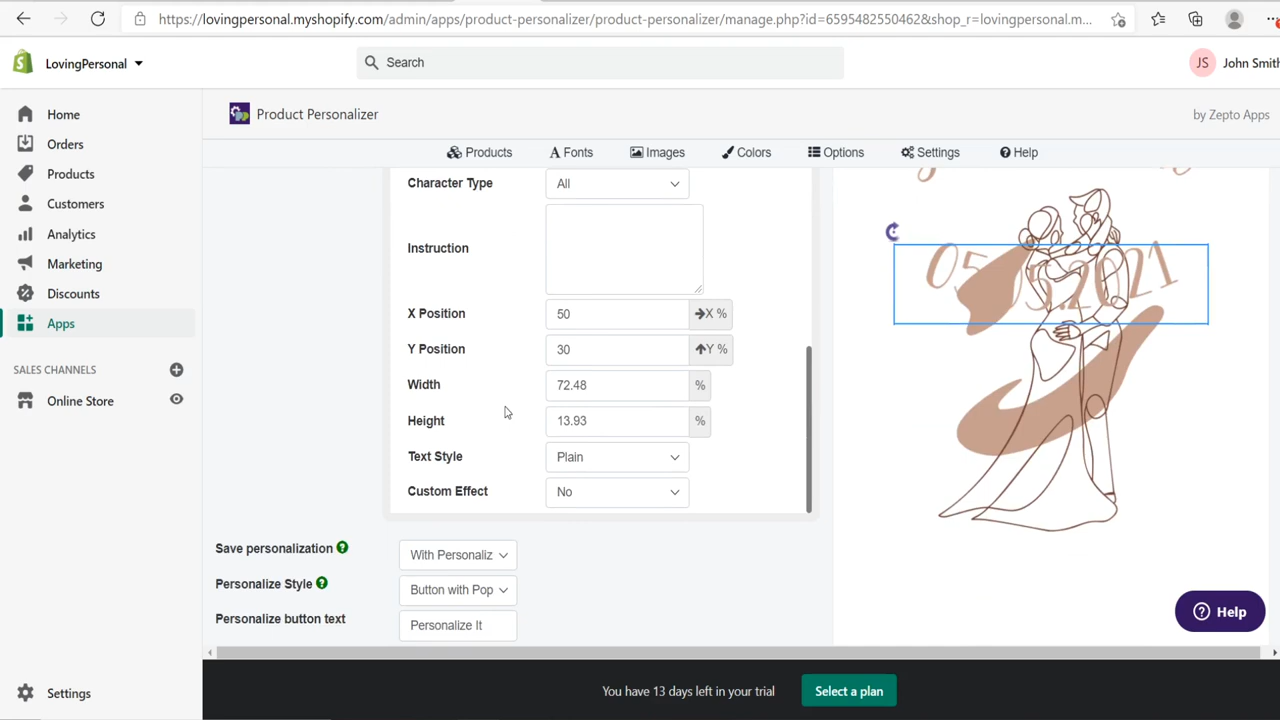 https://lovingpersonal.myshopify.com/admin/apps/product-personalizer/product-personalizer/manage.php?id=6595482550462&shop_r=lovingpersonal.m...
LovingPersonal
Search
JS John Smith
Home
Orders
Products
Customers
Analytics
Marketing
Discounts
Apps
SALES CHANNELS
Online Store
Settings
Product Personalizer
by Zepto Apps
Products Fonts Images Colors Options Settings Help
Character Type All
Instruction
X Position 50 X %
Y Position 30 Y %
Width 72.48 %
Height 13.93 %
Text Style Plain
Custom Effect No
Save personalization With Personaliz
Personalize Style Button with Pop
Personalize button text Personalize It
05.05.2021
Help
You have 13 days left in your trial
Select a plan